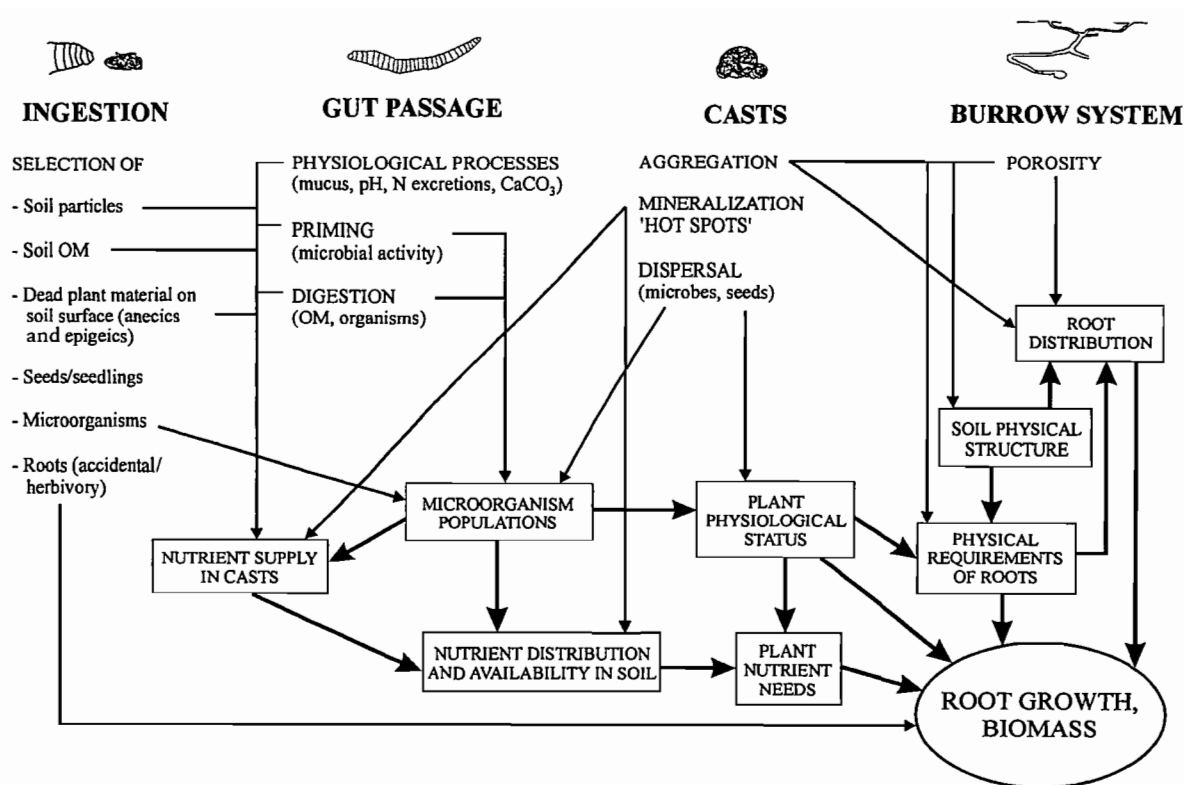 INGESTION
GUT PASSAGE
CASTS
BURROW SYSTEM
SELECTION OF
- Soil particles
- Soil OM
- Dead plant material on
soil surface (anecics
and epigeics)
- Seeds/seedlings
- Microorganisms
- Roots (accidental/
herbivory)
PHYSIOLOGICAL PROCESSES
(mucus, pH, N excretions, CaCO₃)
PRIMING
(microbial activity)
DIGESTION
(OM, organisms)
AGGREGATION
MINERALIZATION
'HOT SPOTS'
DISPERSAL
(microbes, seeds)
POROSITY
ROOT
DISTRIBUTION
SOIL PHYSICAL
STRUCTURE
MICROORGANISM
POPULATIONS
PLANT
PHYSIOLOGICAL
STATUS
PHYSICAL
REQUIREMENTS
OF ROOTS
NUTRIENT SUPPLY
IN CASTS
NUTRIENT DISTRIBUTION
AND AVAILABILITY IN SOIL
PLANT
NUTRIENT
NEEDS
ROOT GROWTH,
BIOMASS